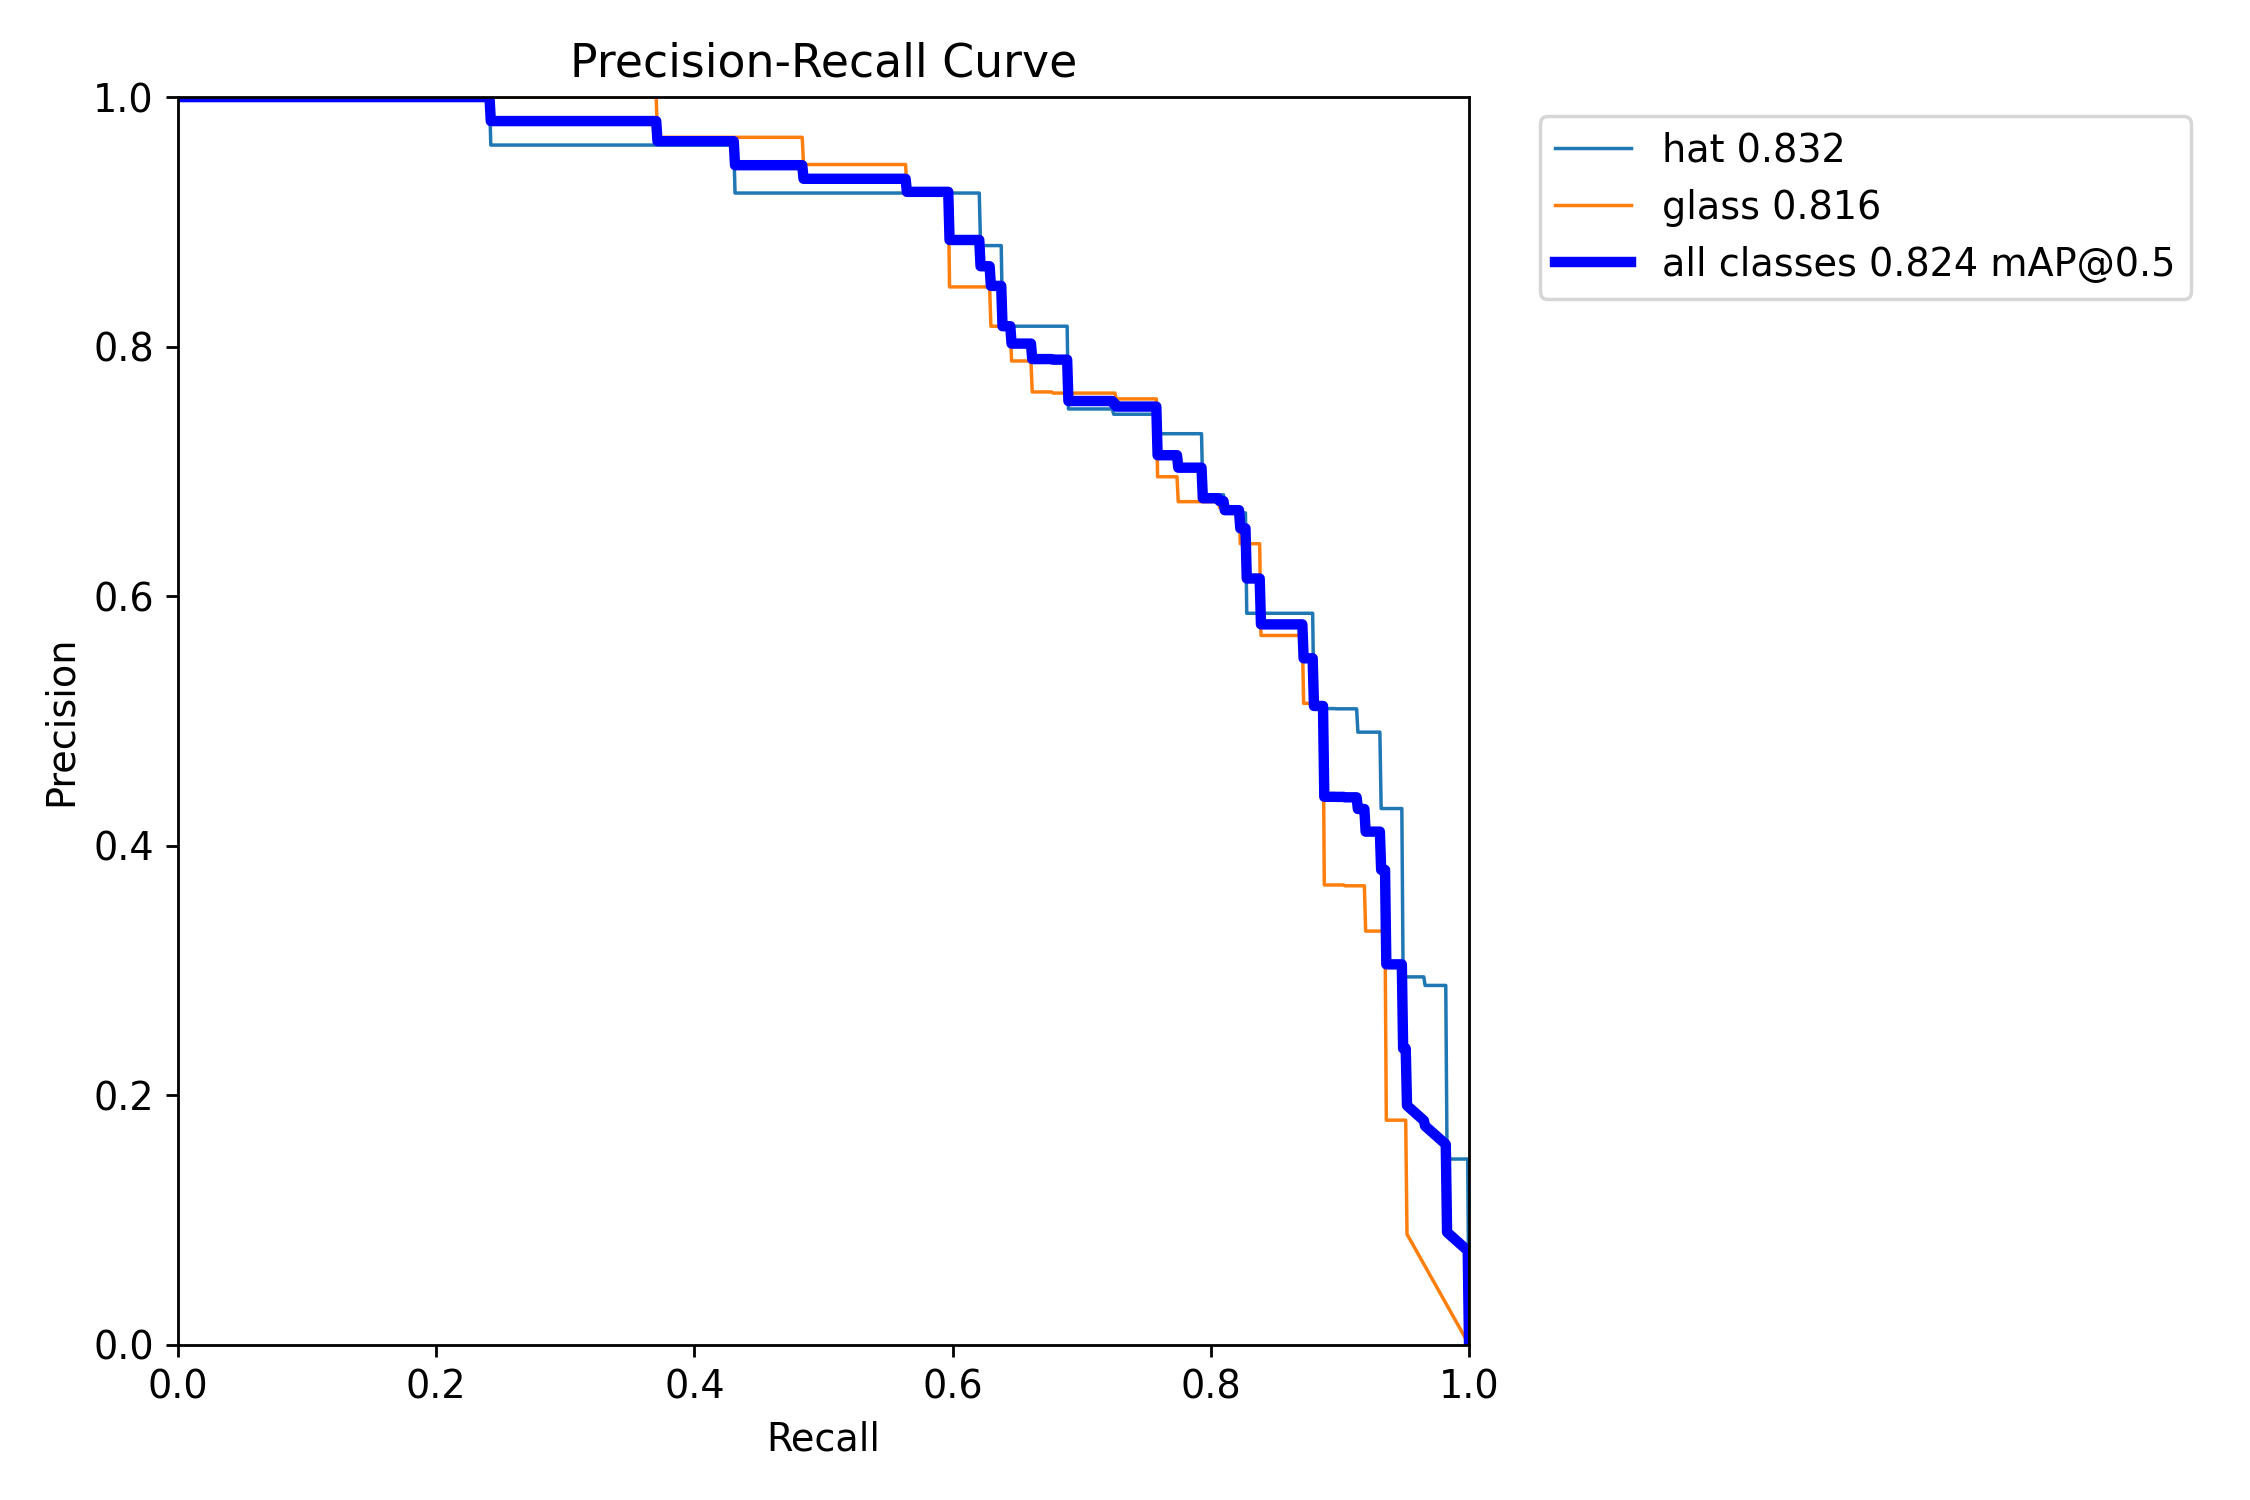 Precision-Recall Curve
1.0
0.8
0.6
0.4
0.2
0.0
Precision
0.0 0.2 0.4 0.6 0.8 1.0
Recall
hat 0.832
glass 0.816
all classes 0.824 mAP@0.5